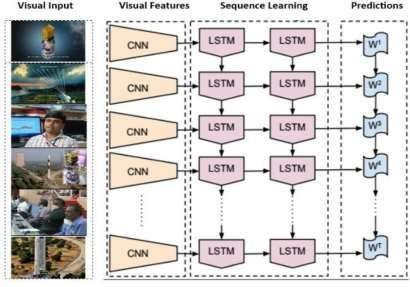 Visual Input Visual Features Sequence Learning Predictions
CNN LSTM LSTM W1
CNN LSTM LSTM W2
CNN LSTM LSTM W3
CNN LSTM LSTM W4
CNN LSTM LSTM WT